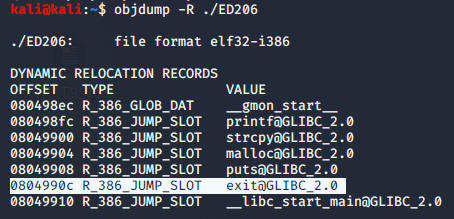 kali@kali:~$ objdump -R ./ED206
./ED206:     file format elf32-i386
DYNAMIC RELOCATION RECORDS
OFFSET   TYPE              VALUE
080498ec R_386_GLOB_DAT    __gmon_start__
080498fc R_386_JUMP_SLOT   printf@GLIBC_2.0
08049900 R_386_JUMP_SLOT   strcpy@GLIBC_2.0
08049904 R_386_JUMP_SLOT   malloc@GLIBC_2.0
08049908 R_386_JUMP_SLOT   puts@GLIBC_2.0
0804990c R_386_JUMP_SLOT   exit@GLIBC_2.0
08049910 R_386_JUMP_SLOT   __libc_start_main@GLIBC_2.0